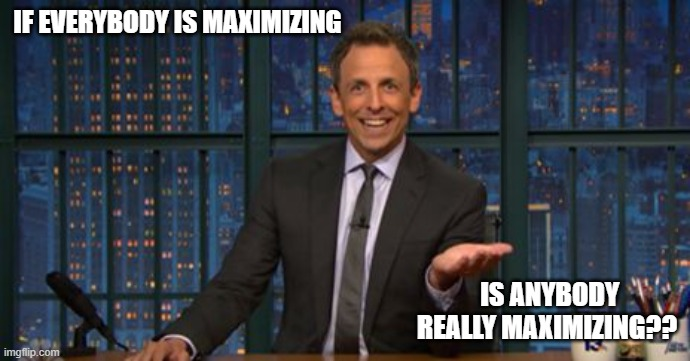 IF EVERYBODY IS MAXIMIZING
IS ANYBODY
REALLY MAXIMIZING??
imgflip.com